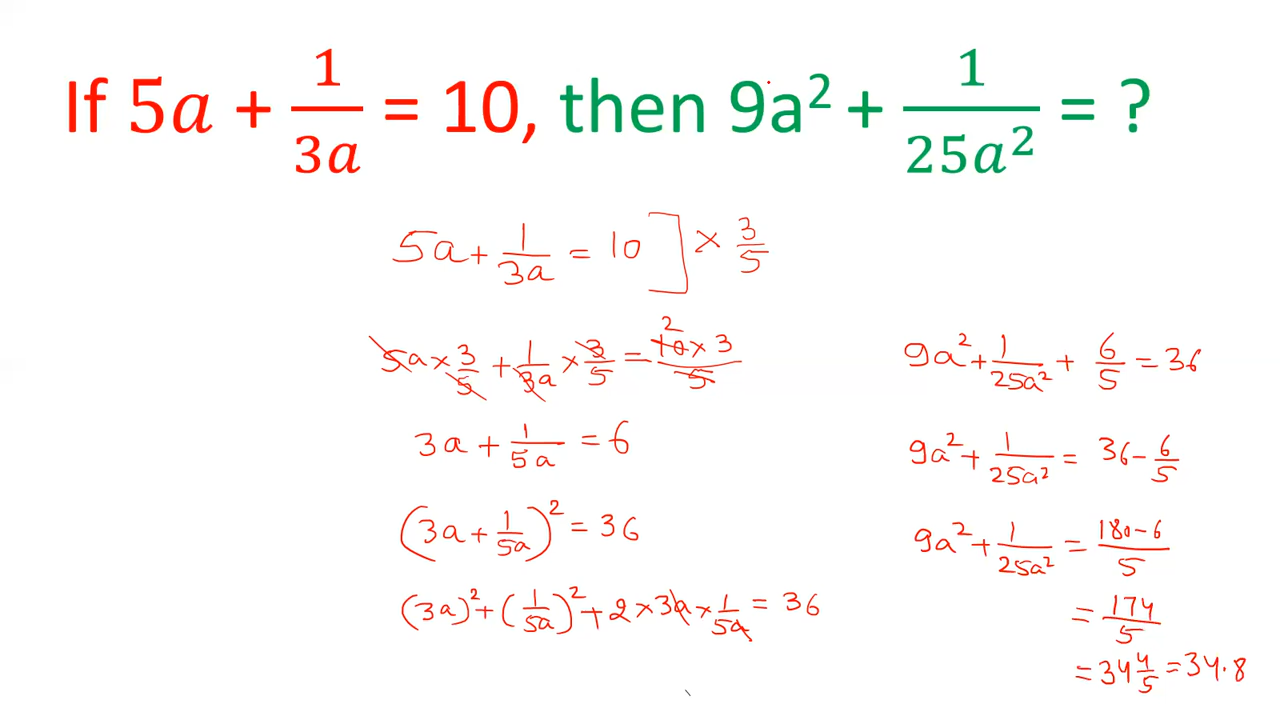 If 5a + 1/3a = 10, then 9a² + 1/25a² = ?
5a + 1/3a = 10 ] × 3/5
5a × 3/5 + 1/3a × 3/5 = 2 10 × 3/5
3a + 1/5a = 6
(3a + 1/5a)² = 36
(3a)² + (1/5a)² + 2 × 3a × 1/5a = 36
9a² + 1/25a² + 6/5 = 36
9a² + 1/25a² = 36 - 6/5
9a² + 1/25a² = 180-6/5
= 174/5
= 34 4/5 = 34.8